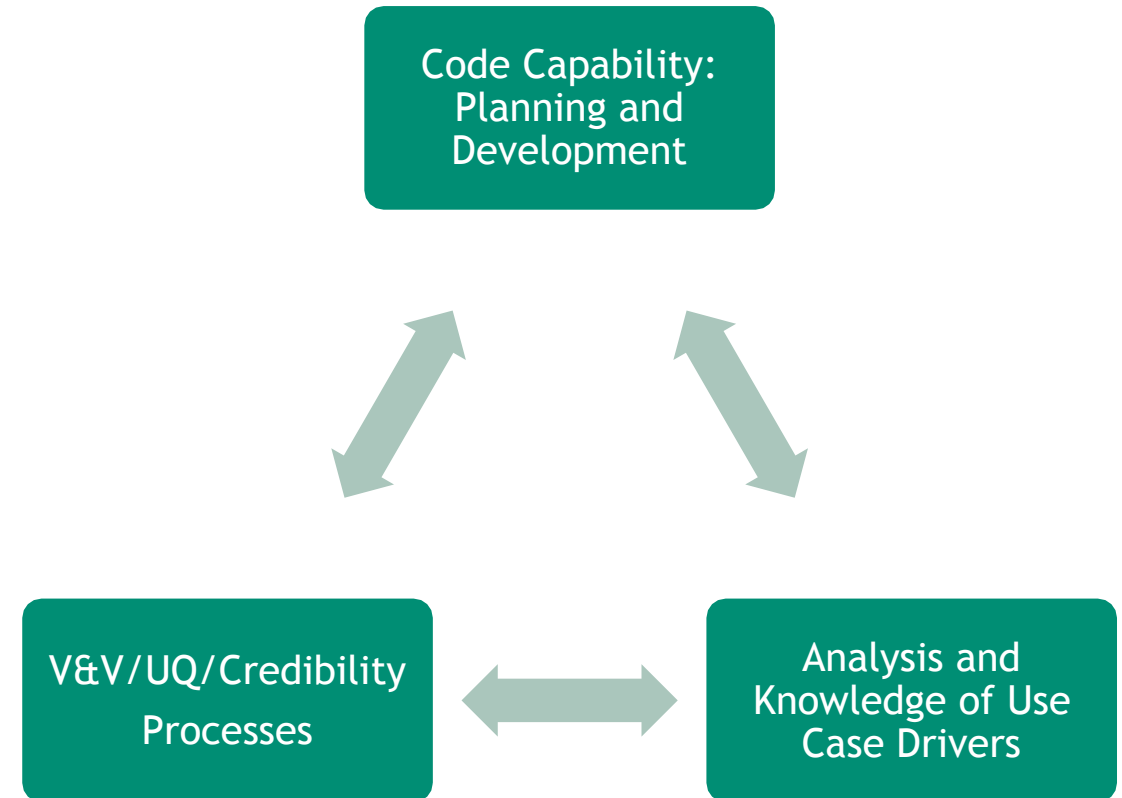 Code Capability:
Planning and
Development
V&V/UQ/Credibility
Processes
Analysis and
Knowledge of Use
Case Drivers